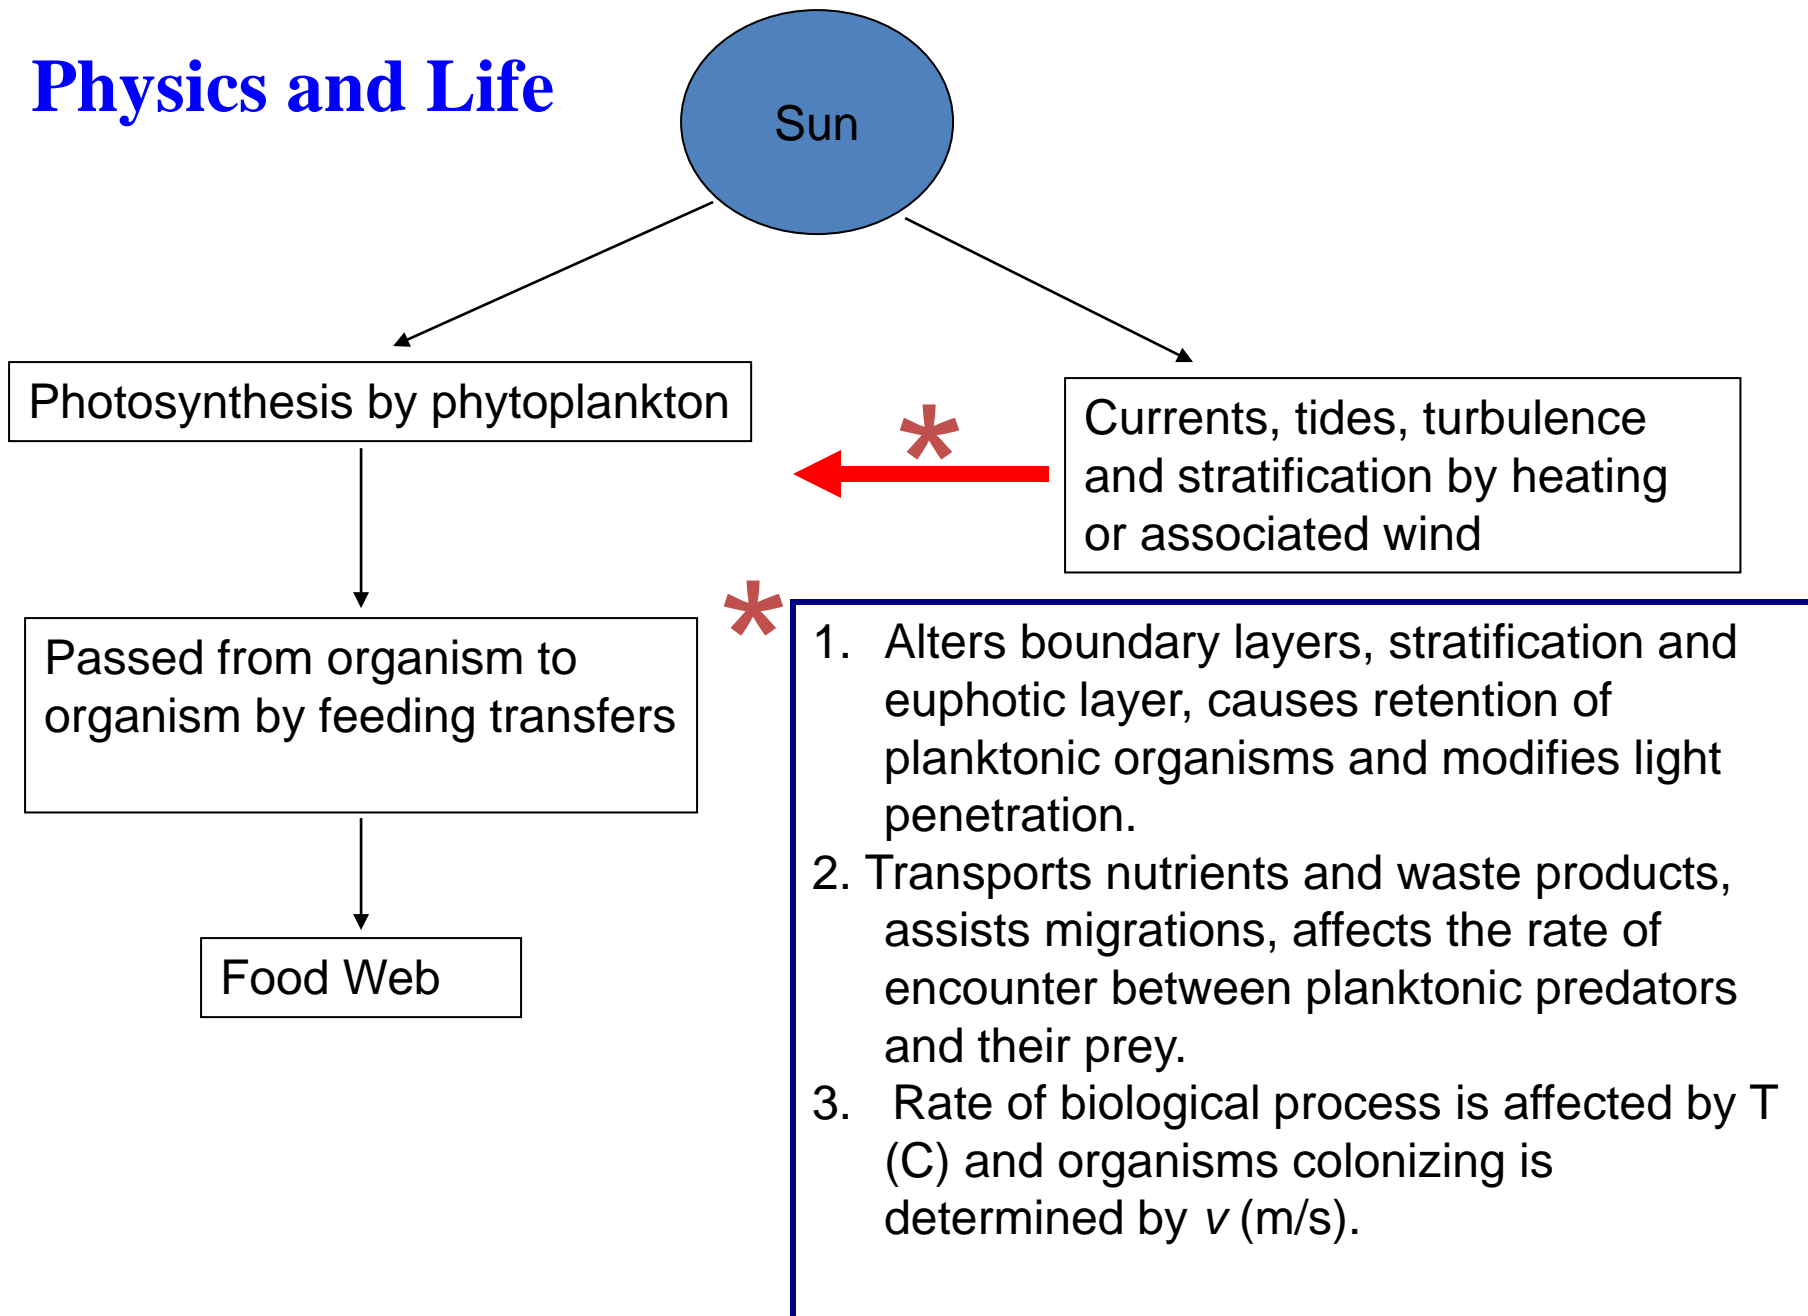 Physics and Life
Sun
Photosynthesis by phytoplankton
Currents, tides, turbulence
and stratification by heating
or associated wind
*
Passed from organism to
organism by feeding transfers
Food Web
*
1. Alters boundary layers, stratification and
euphotic layer, causes retention of
planktonic organisms and modifies light
penetration.
2. Transports nutrients and waste products,
assists migrations, affects the rate of
encounter between planktonic predators
and their prey.
3. Rate of biological process is affected by T
(C) and organisms colonizing is
determined by v (m/s).